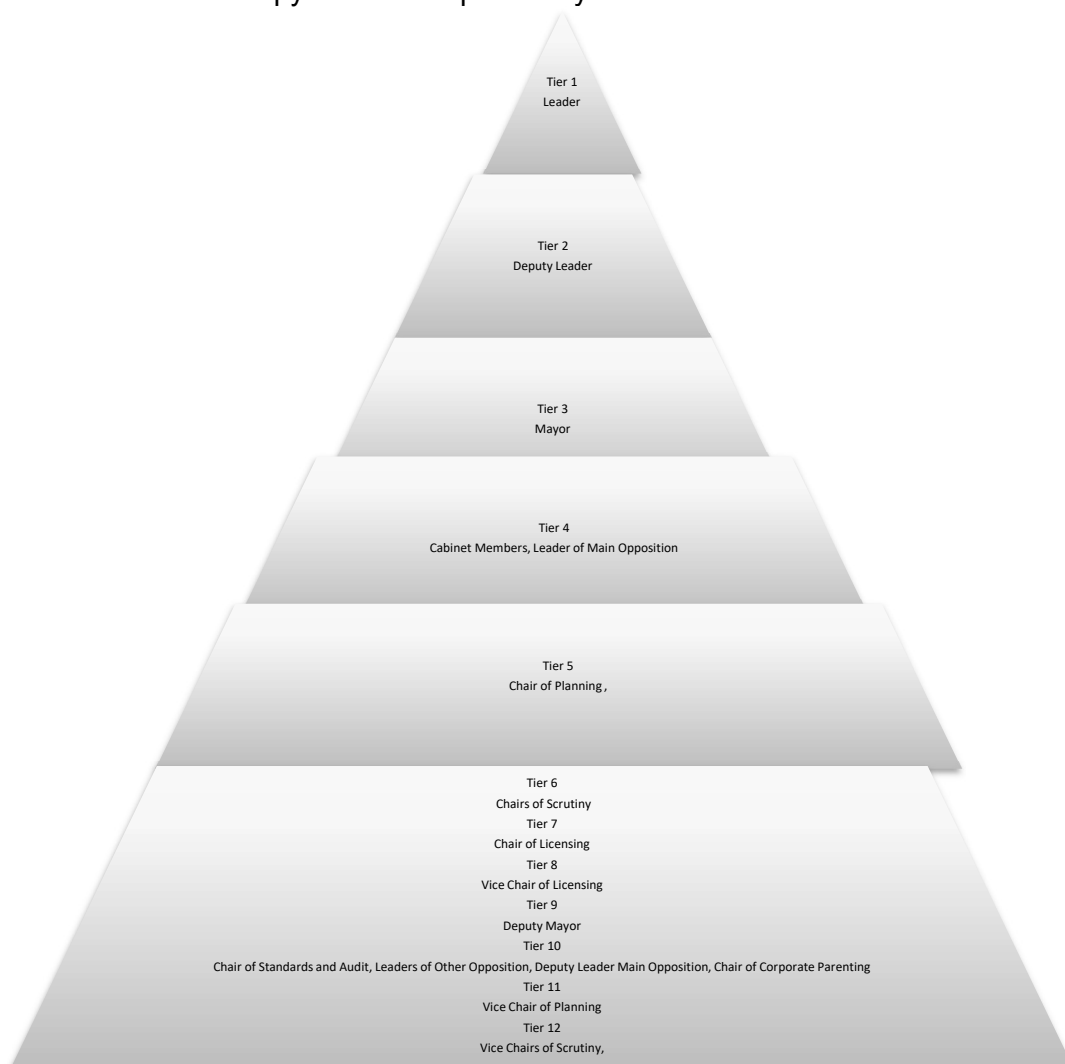 Tier 1
Leader
Tier 2
Deputy Leader
Tier 3
Mayor
Tier 4
Cabinet Members, Leader of Main Opposition
Tier 5
Chair of Planning,
Tier 6
Chairs of Scrutiny
Tier 7
Chair of Licensing
Tier 8
Vice Chair of Licensing
Tier 9
Deputy Mayor
Tier 10
Chair of Standards and Audit, Leaders of Other Opposition, Deputy Leader Main Opposition, Chair of Corporate Parenting
Tier 11
Vice Chair of Planning
Tier 12
Vice Chairs of Scrutiny,